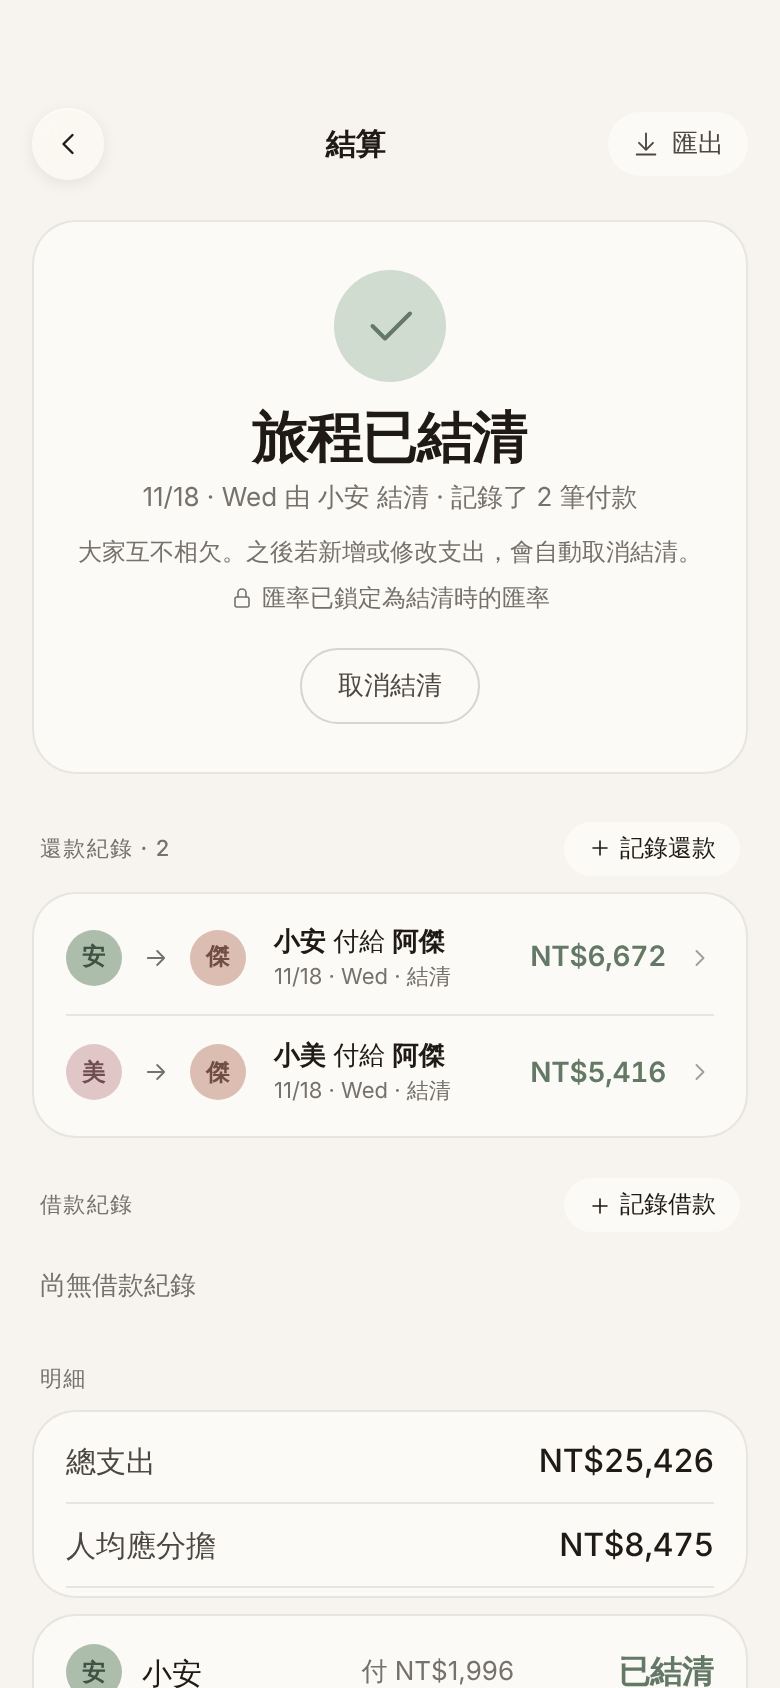 結算
匯出
旅程已結清
11/18 · Wed 由 小安 結清 · 記錄了 2 筆付款
大家互不相欠。之後若新增或修改支出，會自動取消結清。
匯率已鎖定為結清時的匯率
取消結清
還款紀錄 · 2
+ 記錄還款
安 → 傑 小安 付給 阿傑 NT$6,672
11/18 · Wed · 結清
美 → 傑 小美 付給 阿傑 NT$5,416
11/18 · Wed · 結清
借款紀錄
+ 記錄借款
尚無借款紀錄
明細
總支出 NT$25,426
人均應分擔 NT$8,475
安 小安 付 NT$1,996 已結清